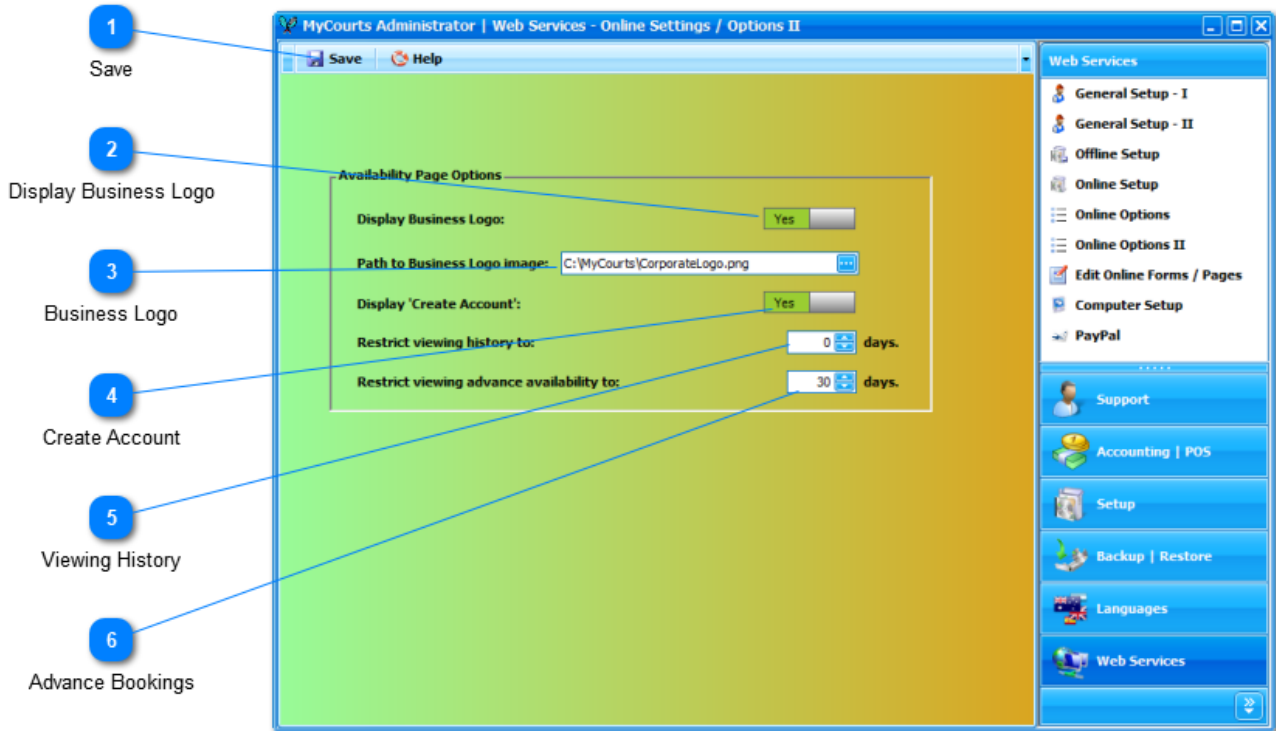 1
Save
2
Display Business Logo
3
Business Logo
4
Create Account
5
Viewing History
6
Advance Bookings
MyCourts Administrator | Web Services - Online Settings / Options II
Save Help
Availability Page Options
Display Business Logo: Yes
Path to Business Logo image: C:\MyCourts\CorporateLogo.png
Display 'Create Account': Yes
Restrict viewing history to: 0 days.
Restrict viewing advance availability to: 30 days.
Web Services
General Setup - I
General Setup - II
Offline Setup
Online Setup
Online Options
Online Options II
Edit Online Forms / Pages
Computer Setup
PayPal
Support
Accounting | POS
Setup
Backup | Restore
Languages
Web Services